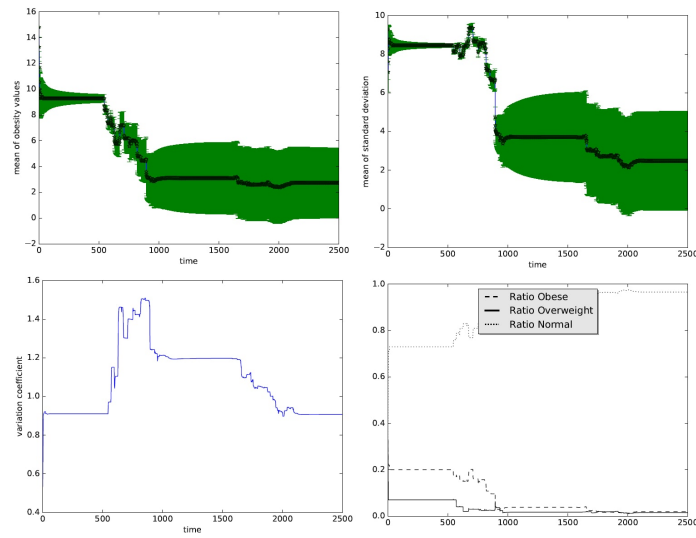 mean of obesity values
16
14
12
10
8
6
4
2
0
−2
0 500 1000 1500 2000 2500
time
mean of standard deviation
10
8
6
4
2
0
−2
0 500 1000 1500 2000 2500
time
variation coefficient
1.6
1.4
1.2
1.0
0.8
0.6
0.4
0 500 1000 1500 2000 2500
time
1.0
0.8
0.6
0.4
0.2
0.0
Ratio Obese
Ratio Overweight
Ratio Normal
0 500 1000 1500 2000 2500